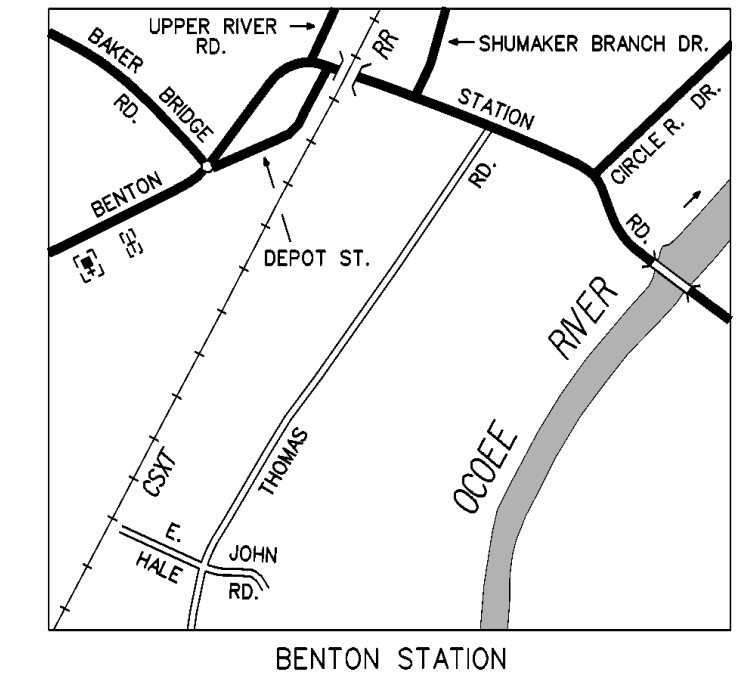 UPPER RIVER
RD.
RR
SHUMAKER BRANCH DR.
BAKER
BRIDGE
RD.
STATION
CIRCLE R. DR.
RD.
BENTON
RD.
DEPOT ST.
RIVER
OCOEE
THOMAS
CSXT
E.
JOHN
HALE
RD.
BENTON STATION